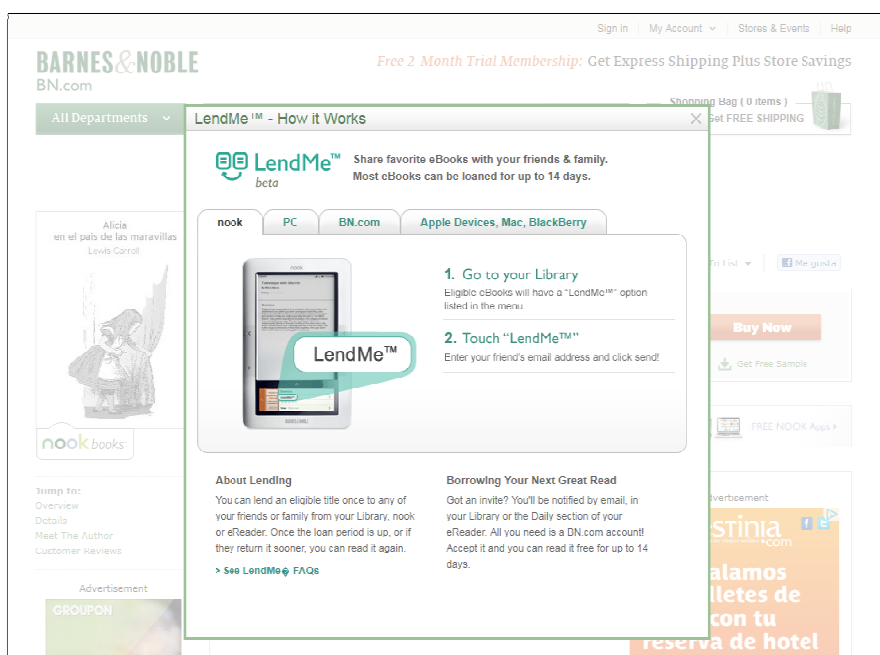 Sign in My Account Stores & Events Help
BARNES&NOBLE
BN.com
Free 2 Month Trial Membership: Get Express Shipping Plus Store Savings
Shopping Bag ( 0 items )
Get FREE SHIPPING
All Departments
LendMe™ - How it Works
LendMe™
beta
Share favorite eBooks with your friends & family.
Most eBooks can be loaned for up to 14 days.
nook PC BN.com Apple Devices, Mac, BlackBerry
nook
LendMe™
BARNES&NOBLE
1. Go to your Library
Eligible eBooks will have a "LendMe™" option
listed in the menu
2. Touch "LendMe™"
Enter your friend's email address and click send!
About Lending
You can lend an eligible title once to any of
your friends or family from your Library, nook
or eReader. Once the loan period is up, or if
they return it sooner, you can read it again.
> See LendMe� FAQs
Borrowing Your Next Great Read
Got an invite? You'll be notified by email, in
your Library or the Daily section of your
eReader. All you need is a BN.com account!
Accept it and you can read it free for up to 14
days.
Alicia
en el pais de las maravillas
Lewis Carroll
nook books
Jump to:
Overview
Details
Meet The Author
Customer Reviews
Advertisement
GROUPON
To List
Me gusta
Buy Now
Get Free Sample
FREE NOOK Apps
dvertisement
estinia
.com
alamos
lletes de
con tu
reserva de hotel